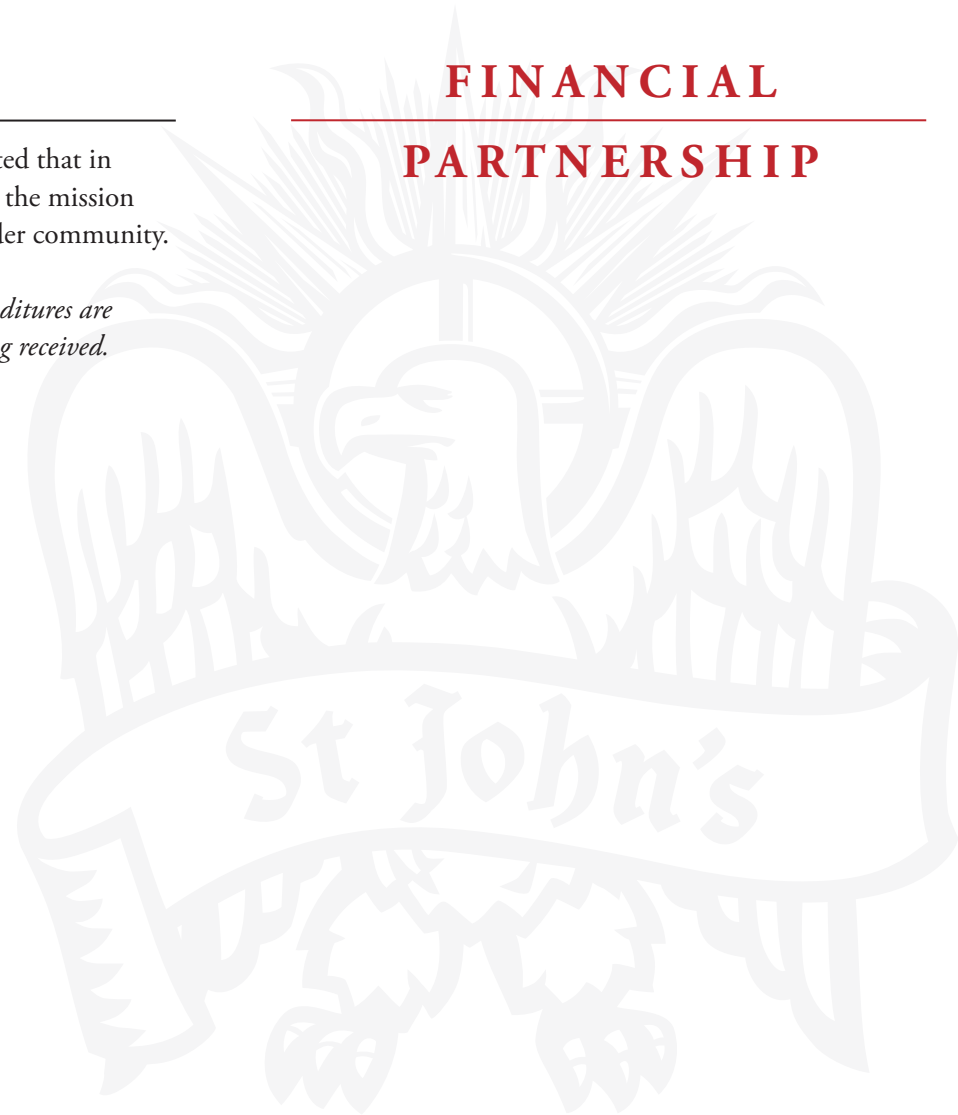 FINANCIAL
PARTNERSHIP
ted that in
the mission
der community.
ditures are
g received.
St John's